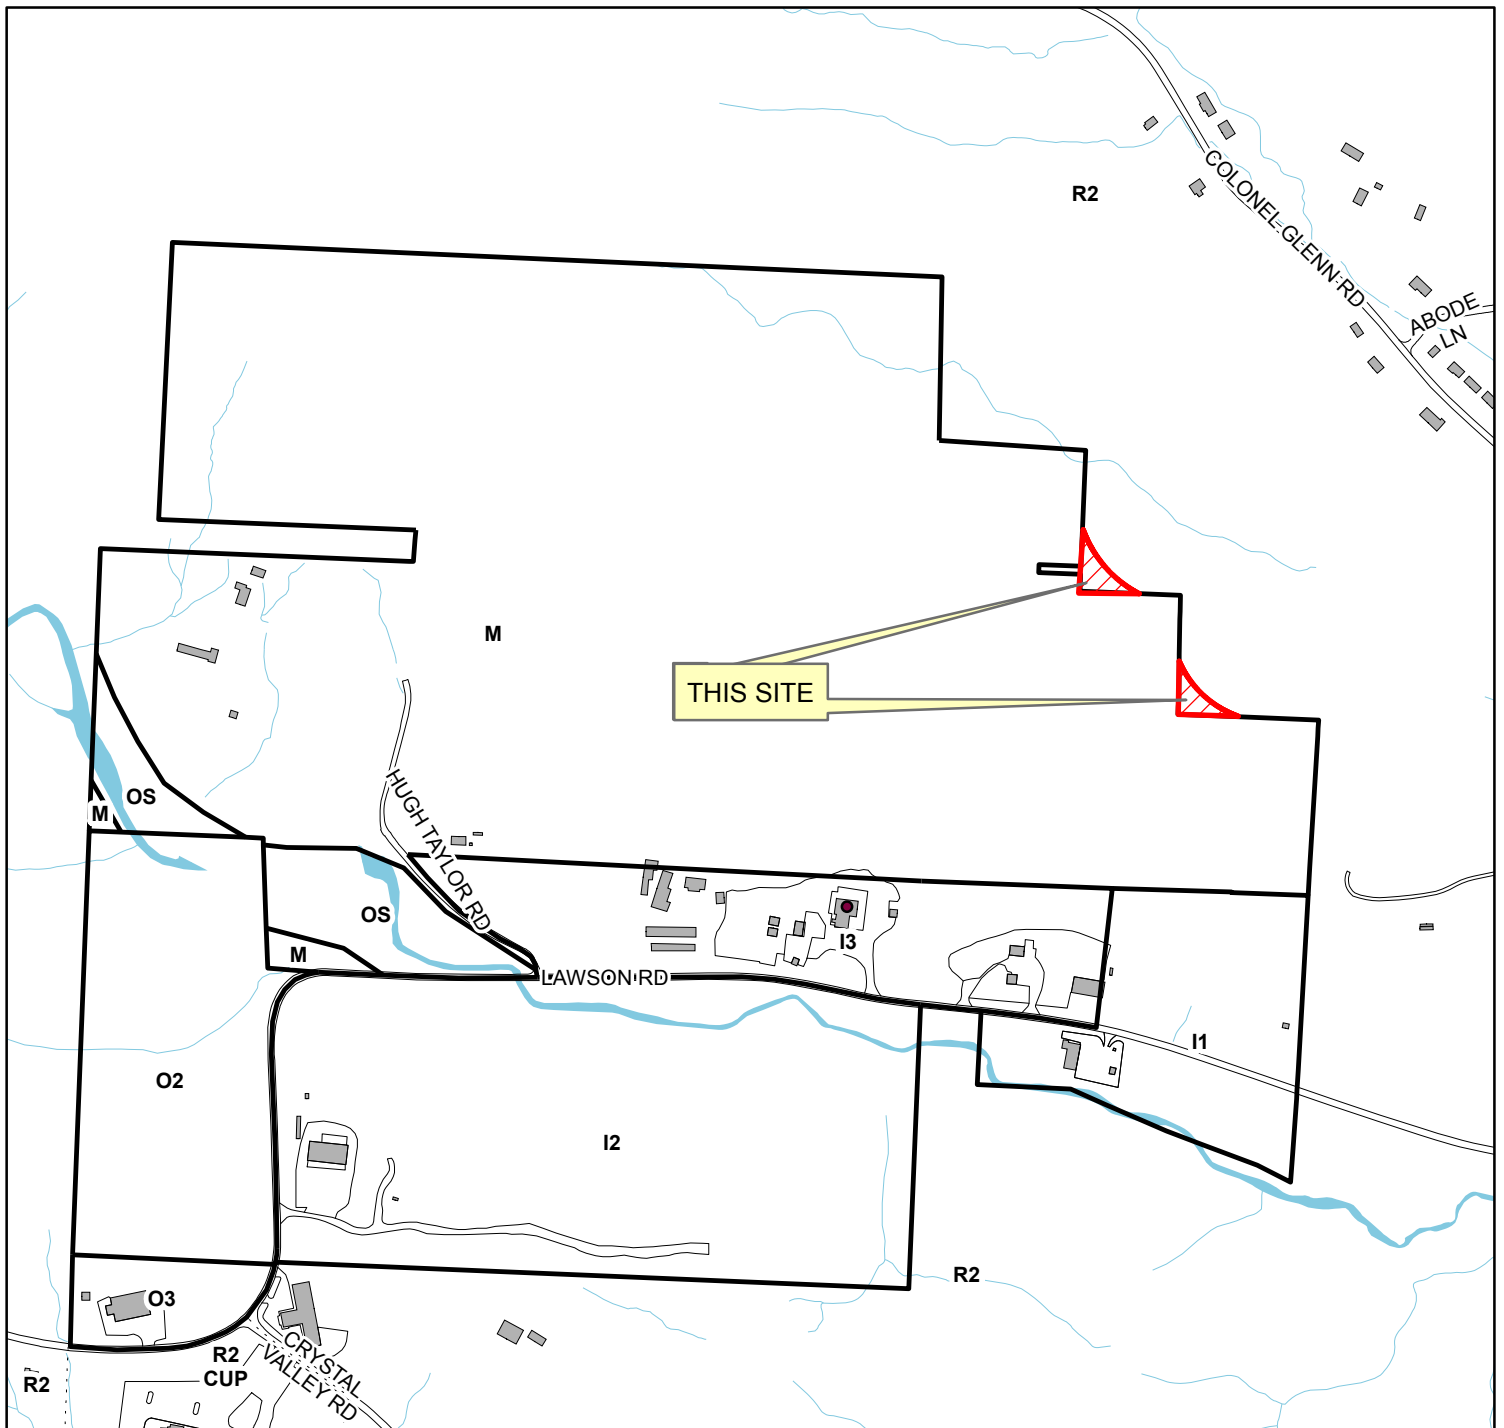 R2
COLONEL GLENN RD
ABODE
LN
M
THIS SITE
HUGH TAYLOR RD
OS
M
OS
M
I3
LAWSON RD
I1
O2
I2
R2
O3
R2
CUP
CRYSTAL
VALLEY RD
R2